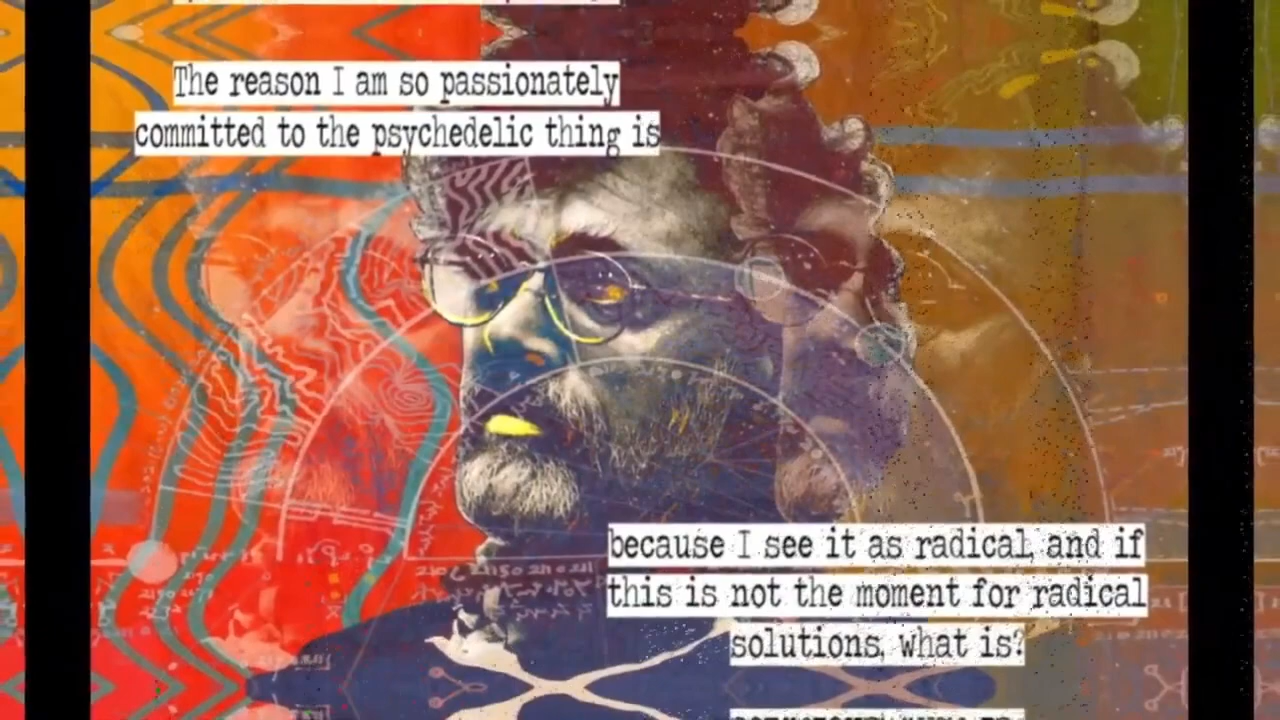 The reason I am so passionately
committed to the psychedelic thing is
because I see it as radical, and if
this is not the moment for radical
solutions, what is?